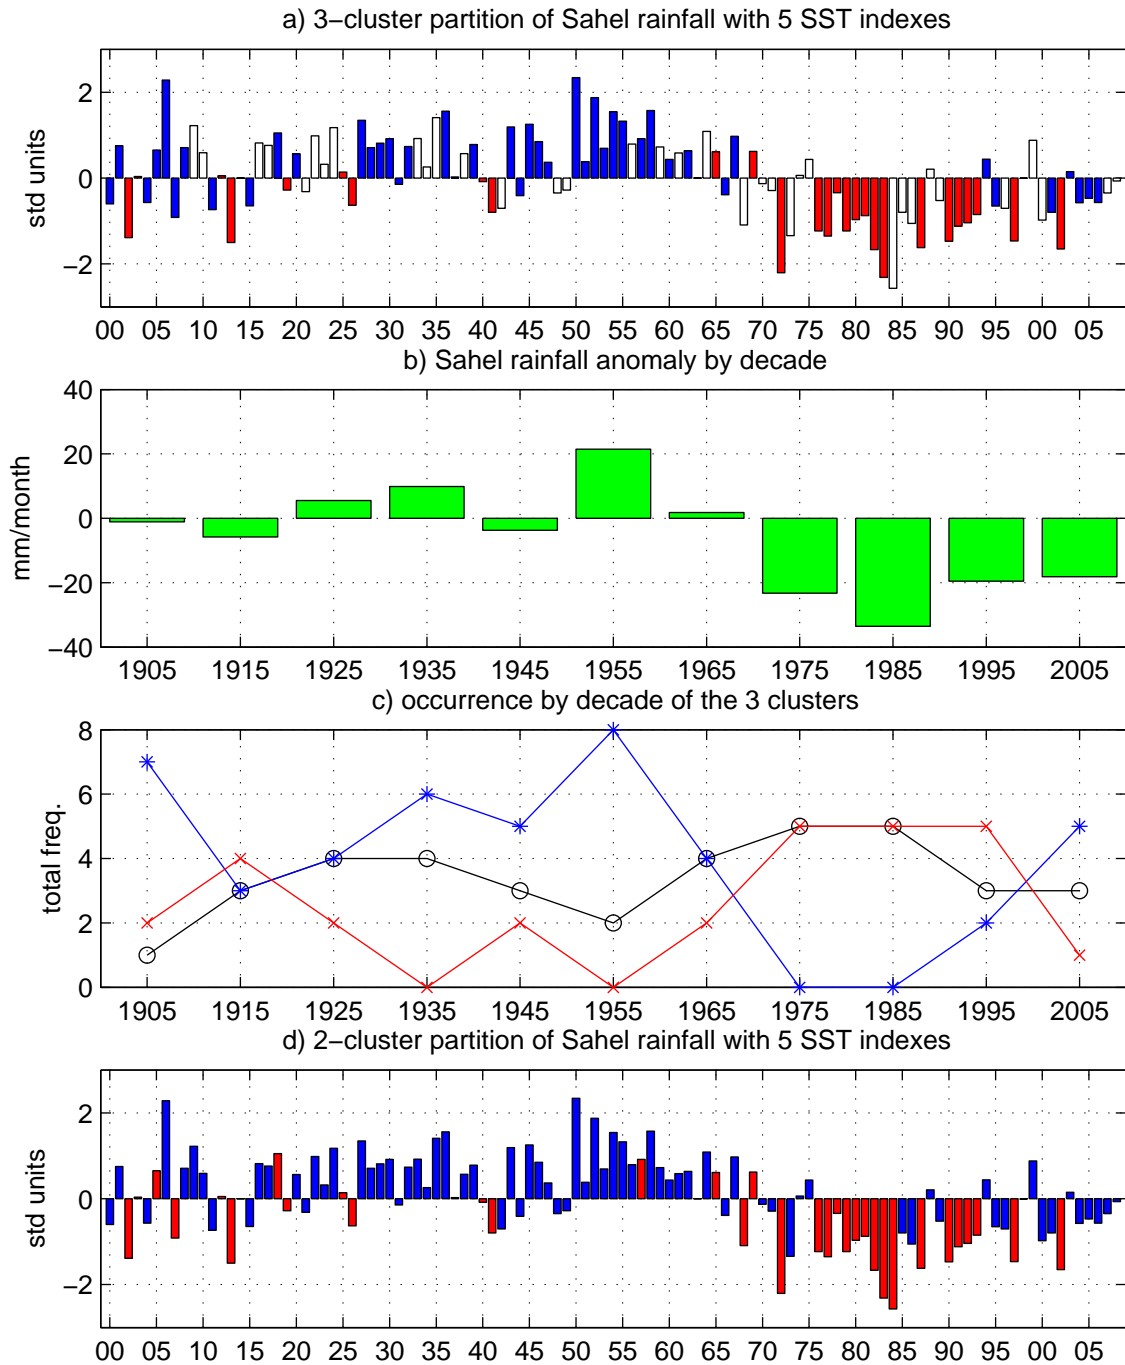 a) 3−cluster partition of Sahel rainfall with 5 SST indexes
2
0
−2
std units
00 05 10 15 20 25 30 35 40 45 50 55 60 65 70 75 80 85 90 95 00 05
b) Sahel rainfall anomaly by decade
40
20
0
−20
−40
mm/month
1905 1915 1925 1935 1945 1955 1965 1975 1985 1995 2005
c) occurrence by decade of the 3 clusters
8
6
4
2
0
total freq.
1905 1915 1925 1935 1945 1955 1965 1975 1985 1995 2005
d) 2−cluster partition of Sahel rainfall with 5 SST indexes
2
0
−2
std units
00 05 10 15 20 25 30 35 40 45 50 55 60 65 70 75 80 85 90 95 00 05